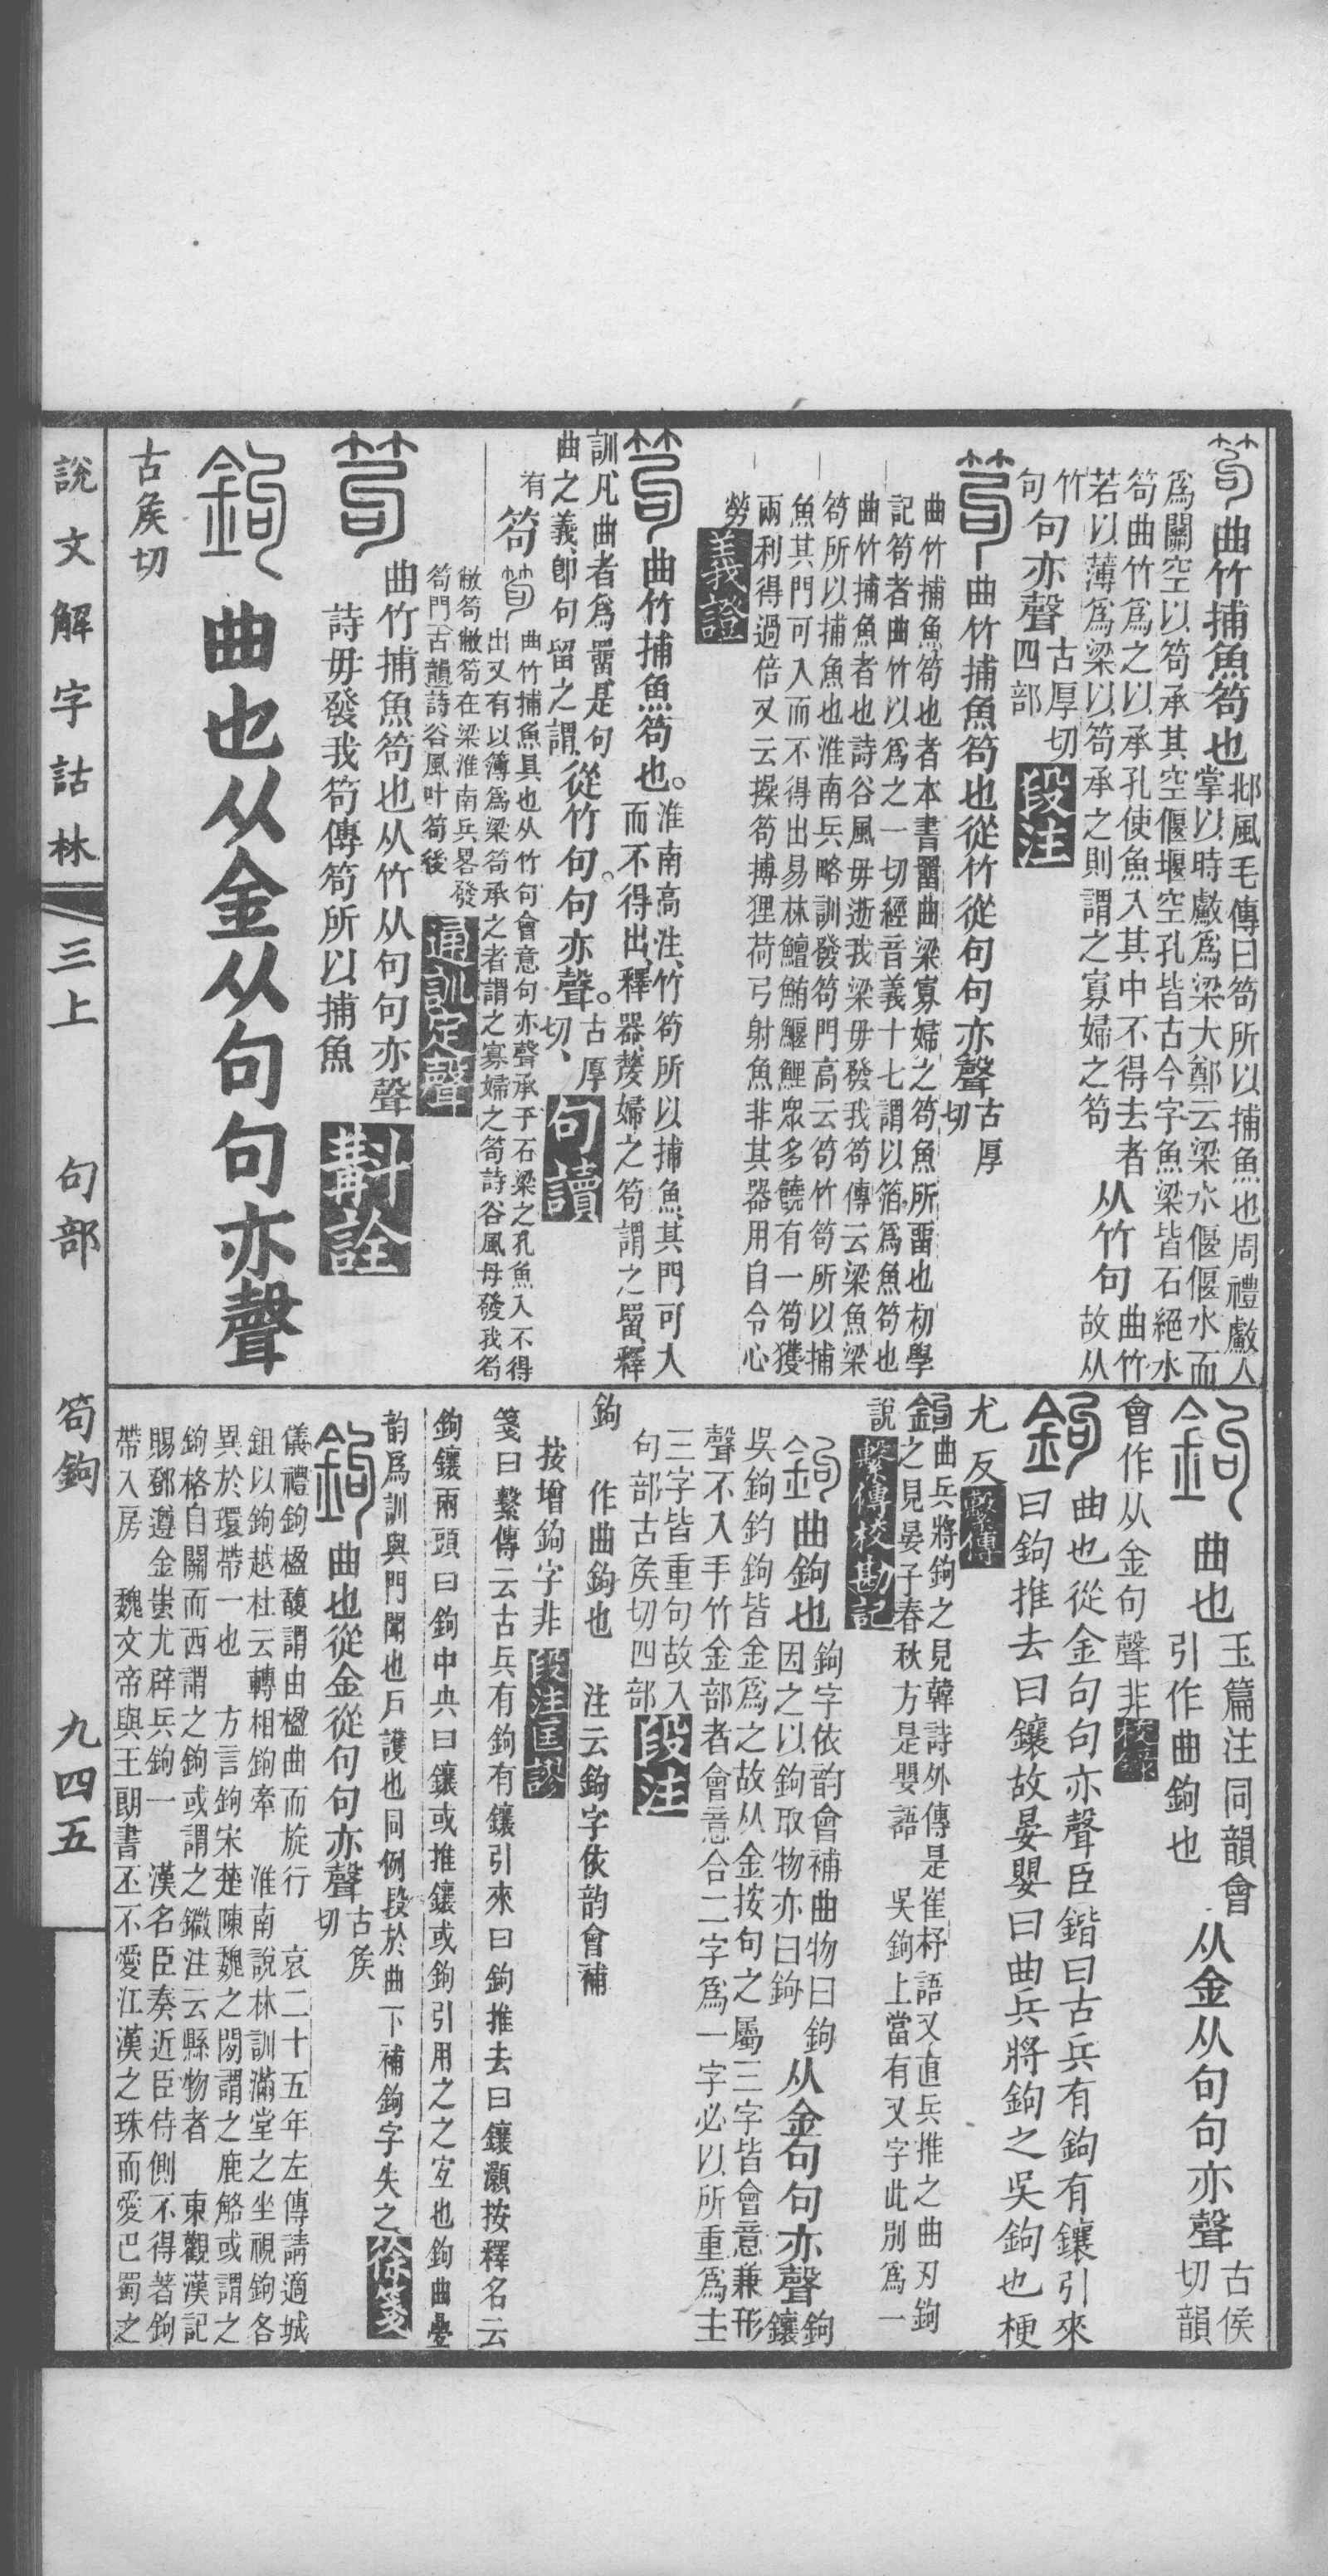 笱曲竹捕魚笱也邶風毛傳曰笱所以捕魚也周禮䱷人
掌以時䱷爲梁大鄭云梁水偃偃水而
爲關空以笱承其空偃堰空孔皆古今字魚梁皆石絕水
笱曲竹爲之以承孔使魚入其中不得去者从竹句曲竹
若以薄爲梁以笱承之則謂之寡婦之笱故从
竹
句句亦聲古厚切
四部段注
笱曲竹捕魚笱也從竹從句句亦聲古厚
切
曲竹捕魚笱也者本書罶曲梁寡婦之笱魚所畱也初學
記笱者曲竹以爲之一切經音義十七謂以箔爲魚笱也
曲竹捕魚者也詩谷風毋逝我梁毋發我笱傳云梁魚梁
笱所以捕魚也淮南兵略訓發笱門高云笱竹笱所以捕
魚其門可入而不得出易林鱣鮪鰋鯉眾多饒有一笱獲
兩利得過倍又云操笱搏狸荷弓射魚非其器用自令心
勞義證
笱曲竹捕魚笱也。淮南高注、竹笱所以捕魚、其門可入
而不得出、釋器、嫠婦之笱謂之罶、釋
訓、凡曲者爲罶、是句
曲之義、卽句留之謂、從竹句。句亦聲。古厚
切、句讀
有笱笱曲竹捕魚具也从竹句會意句亦聲承乎石梁之孔魚入不得
出又有以簿爲梁笱承之者謂之寡婦之笱詩谷風毋發我笱
敝笱敝笱在梁淮南兵畧發
笱門古韻詩谷風叶笱後通訓定聲
笱曲竹捕魚笱也从竹从句句亦聲
詩毋發我笱傳笱所以捕魚斠詮
鉤曲也从金从句句亦聲
古矦切
鉤曲也玉篇注同韻會
引作曲鉤也从金从句句亦聲古侯
切韻
會作从金句聲非校錄
鉤曲也從金句句亦聲臣鍇曰古兵有鉤有鑲引來
曰鉤推去曰鑲故晏嬰曰曲兵將鉤之吳鉤也梗
尤反繫傳
鉤曲兵將鉤之見韓詩外傳是崔杼語又直兵推之曲刃鉤
之見晏子春秋方是嬰語 吳鉤上當有又字此別爲一
說繫傳校勘記
鉤曲鉤也鉤字依韵會補曲物曰鉤
因之以鉤取物亦曰鉤从金句句亦聲鉤
鑲
吳鉤鈞鉤皆金爲之故从金按句之屬三字皆會意兼形
聲不入手竹金部者會意合二字爲一字必以所重爲主
三字皆重句故入
句部古矦切四部段注
鉤 作曲鉤也 注云鉤字依韵會補
按增鉤字非段注匡謬
箋曰繫傳云古兵有鉤有鑲引來曰鉤推去曰鑲灝按釋名云
鉤鑲兩頭曰鉤中央曰鑲或推鑲或鉤引用之之宐也鉤曲曡
韵爲訓與門聞也戶護也同例段於曲下補鉤字失之徐箋
鉤曲也從金從句句亦聲古矦
切
儀禮鉤楹馥謂由楹曲而旋行 哀二十五年左傳請適城
鉏以鉤越杜云轉相鉤牽 淮南說林訓滿堂之坐視鉤各
異於環帶一也 方言鉤宋楚陳魏之閒謂之鹿觡或謂之
鉤格自關而西謂之鉤或謂之鐖注云縣物者 東觀漢記
賜鄧遵金蚩尤辟兵鉤一 漢名臣奏近臣侍側不得著鉤
帶入房 魏文帝與王朗書丕不愛江漢之珠而愛巴蜀之
說文解字詁林 三上 句部 笱鉤 九四五